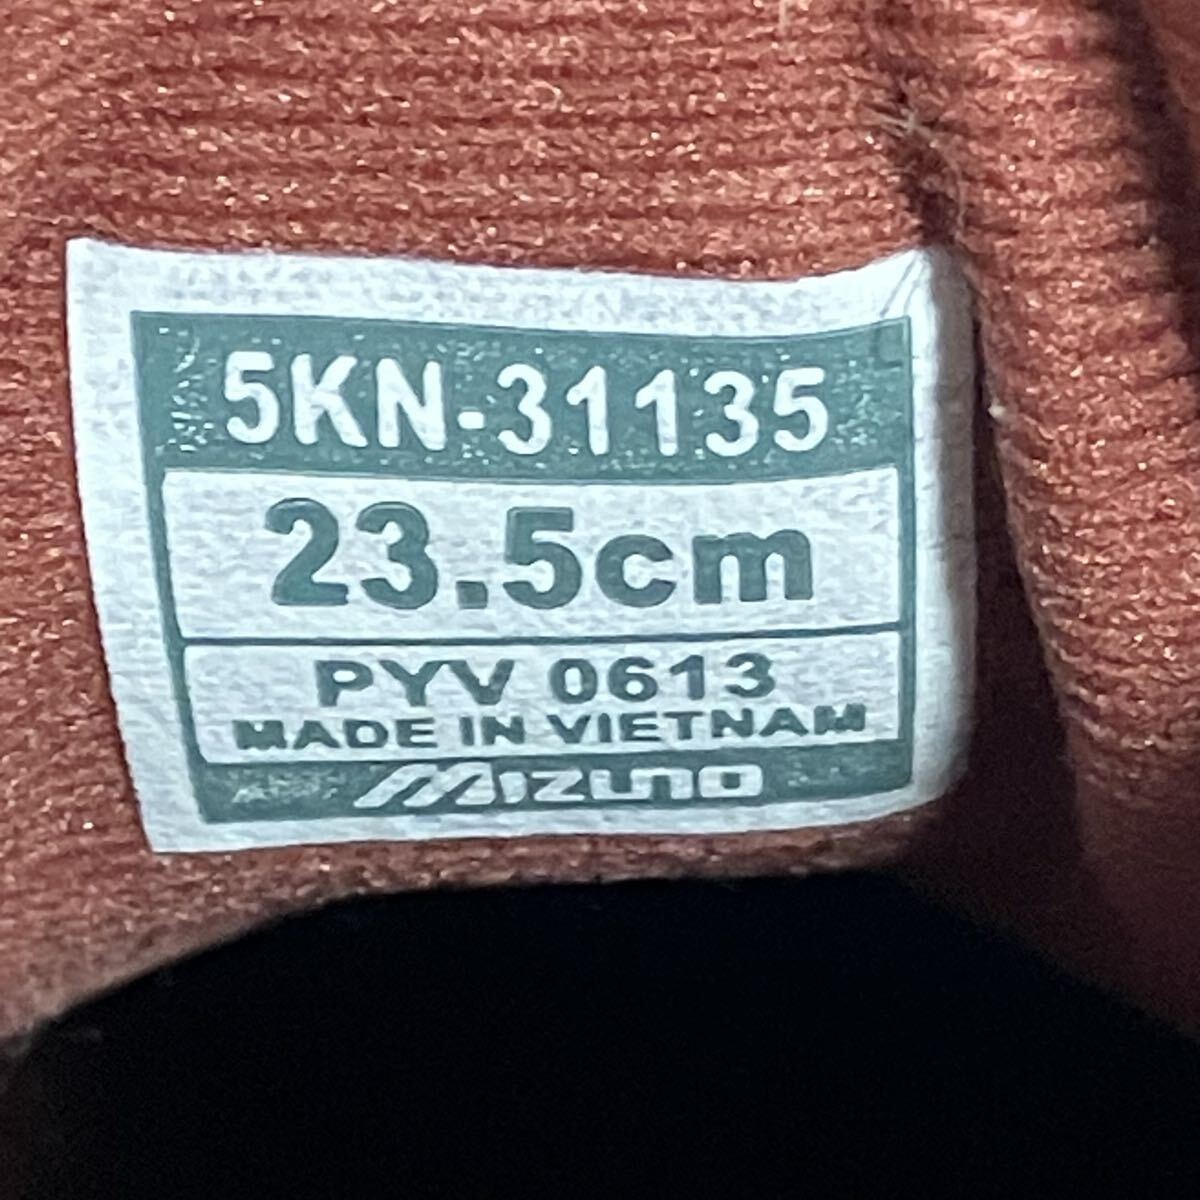 5KN-31135
23.5cm
PYV 0613
MADE IN VIETNAM
MIZUNO